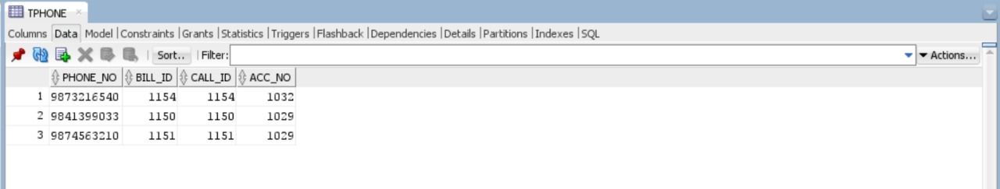 TPHONE
Columns Data Model Constraints Grants Statistics Triggers Flashback Dependencies Details Partitions Indexes SQL
Sort.. Filter: Actions...
PHONE_NO BILL_ID CALL_ID ACC_NO
1 9873216540 1154 1154 1032
2 9841399033 1150 1150 1029
3 9874563210 1151 1151 1029